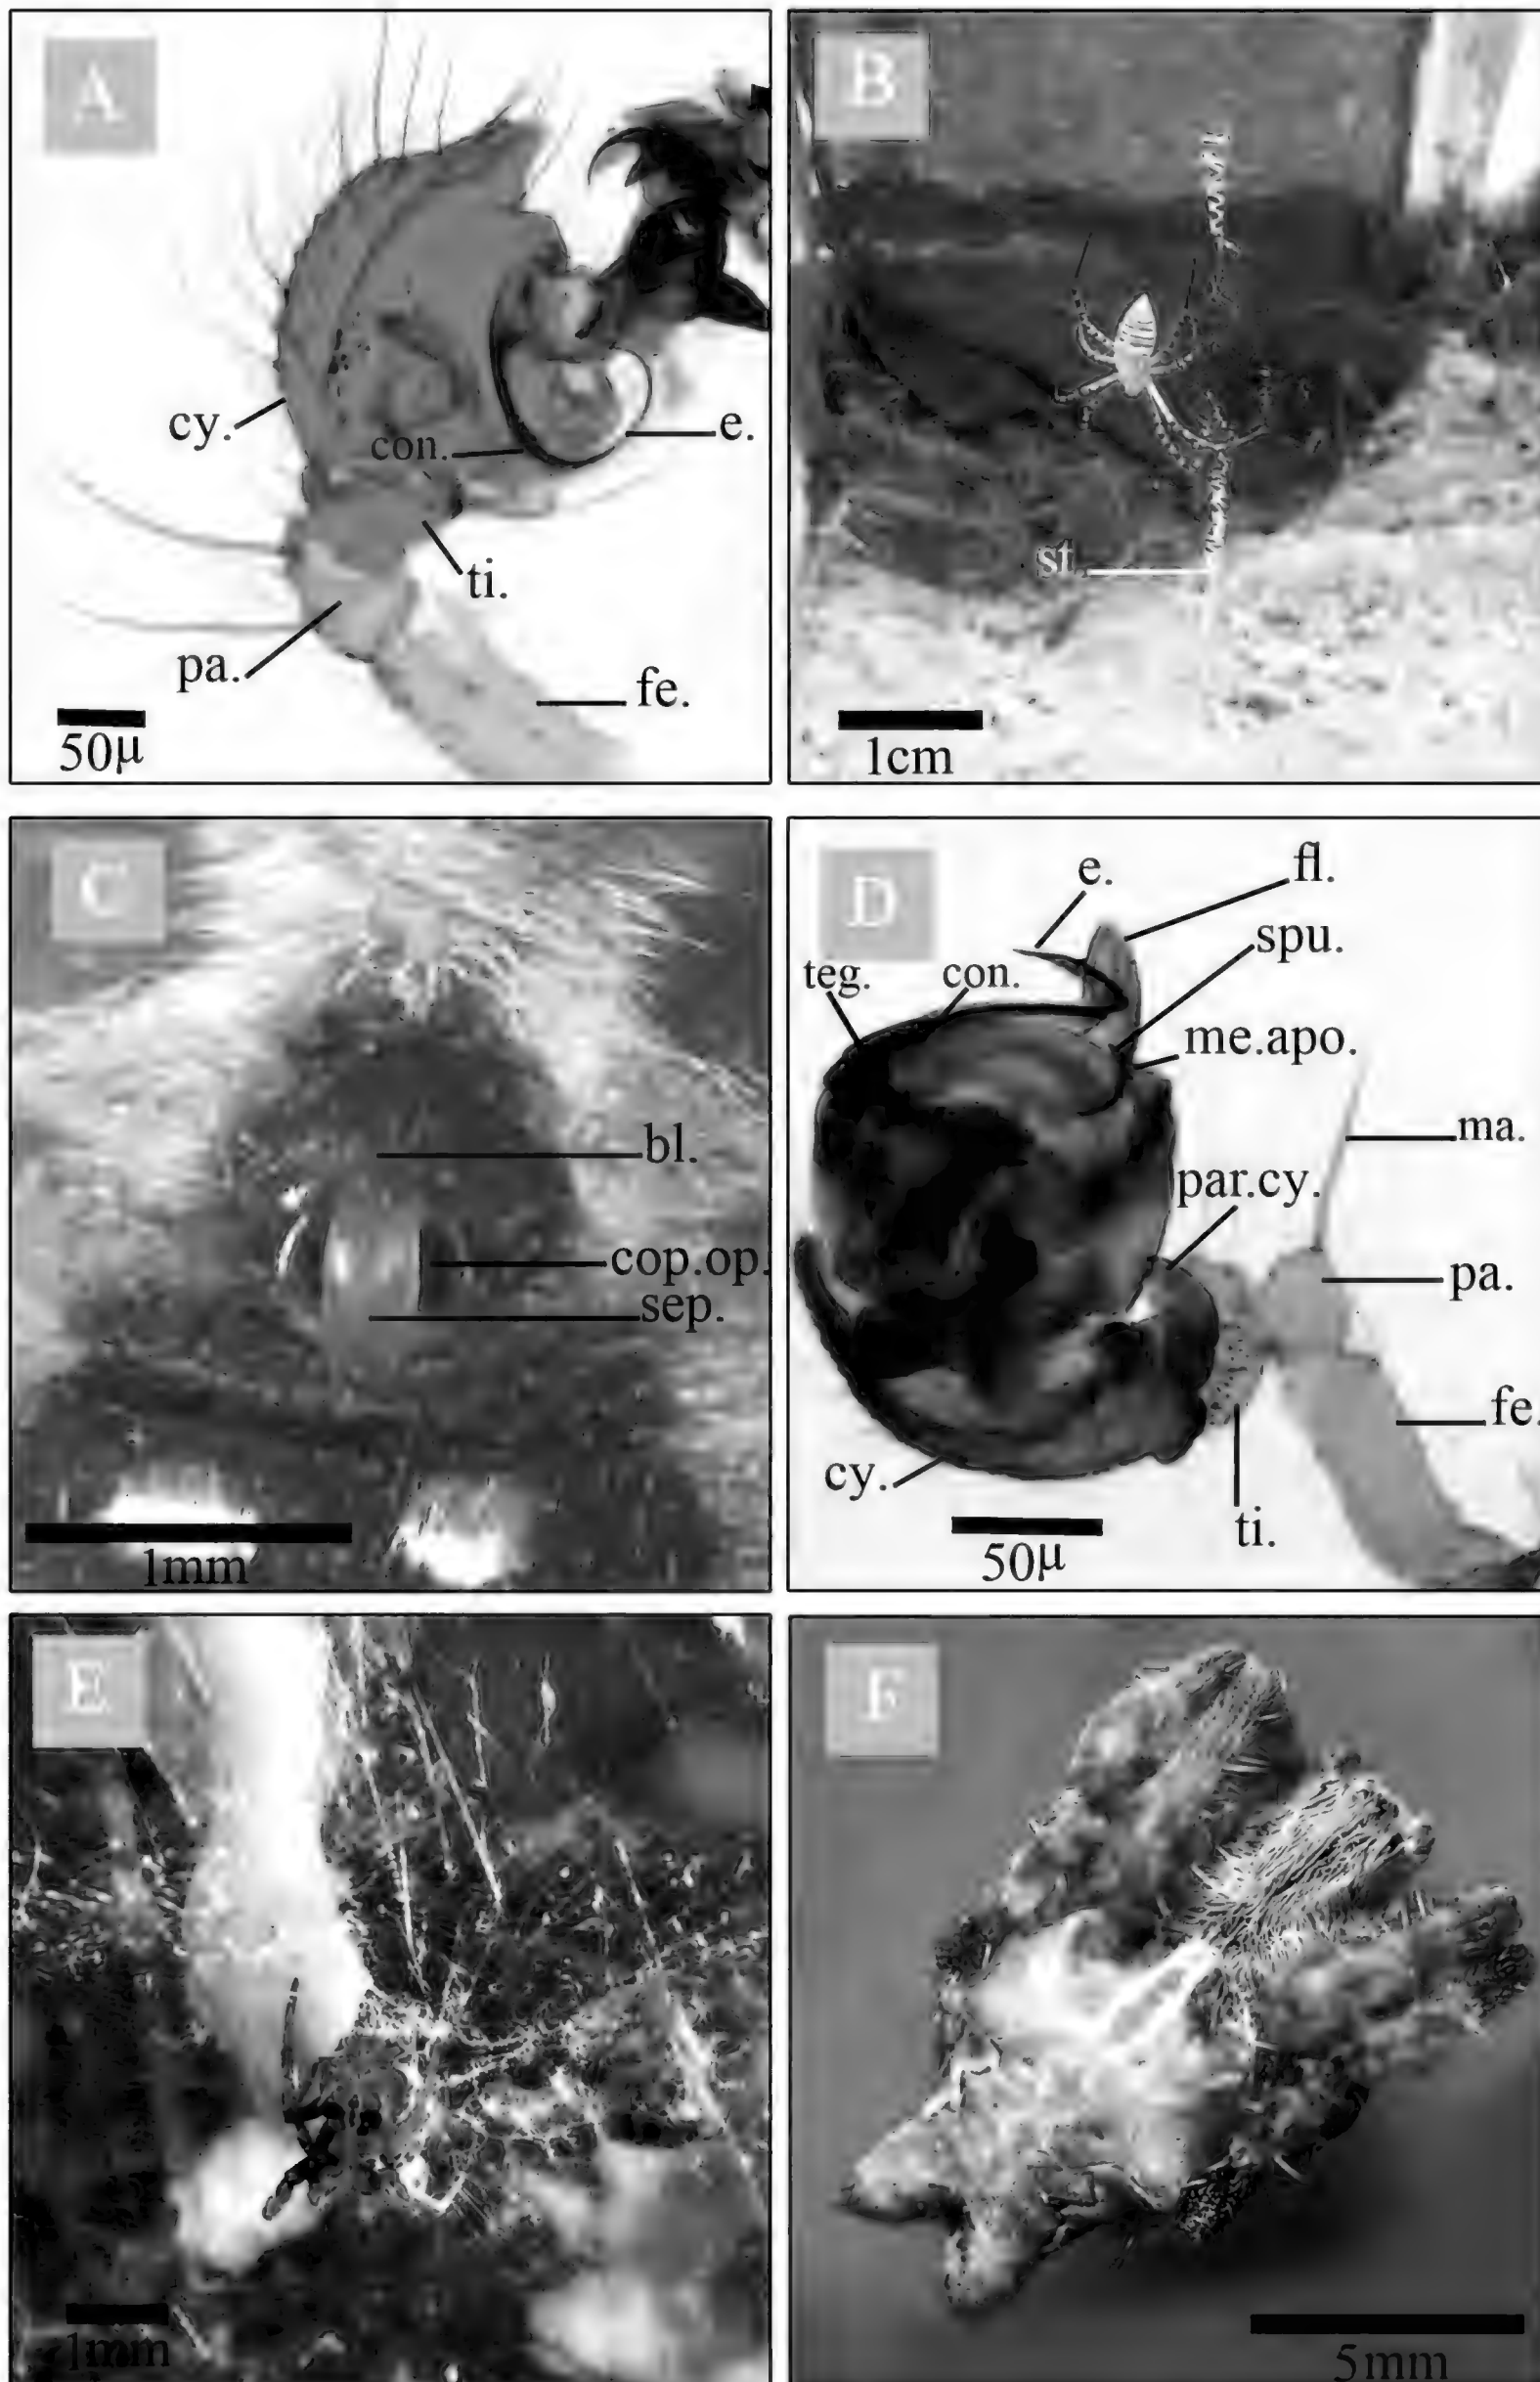 A
cy.
con.
e.
ti.
pa.
fe.
50µ
B
st.
1cm
C
bl.
cop.op.
sep.
1mm
D
e.
fl.
spu.
teg.
con.
me.apo.
ma.
par.cy.
pa.
fe.
cy.
ti.
50µ
E
1mm
F
5mm